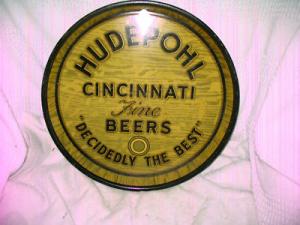 HUDEPOHL
CINCINNATI
Fine
BEERS
"DECIDEDLY THE BEST"